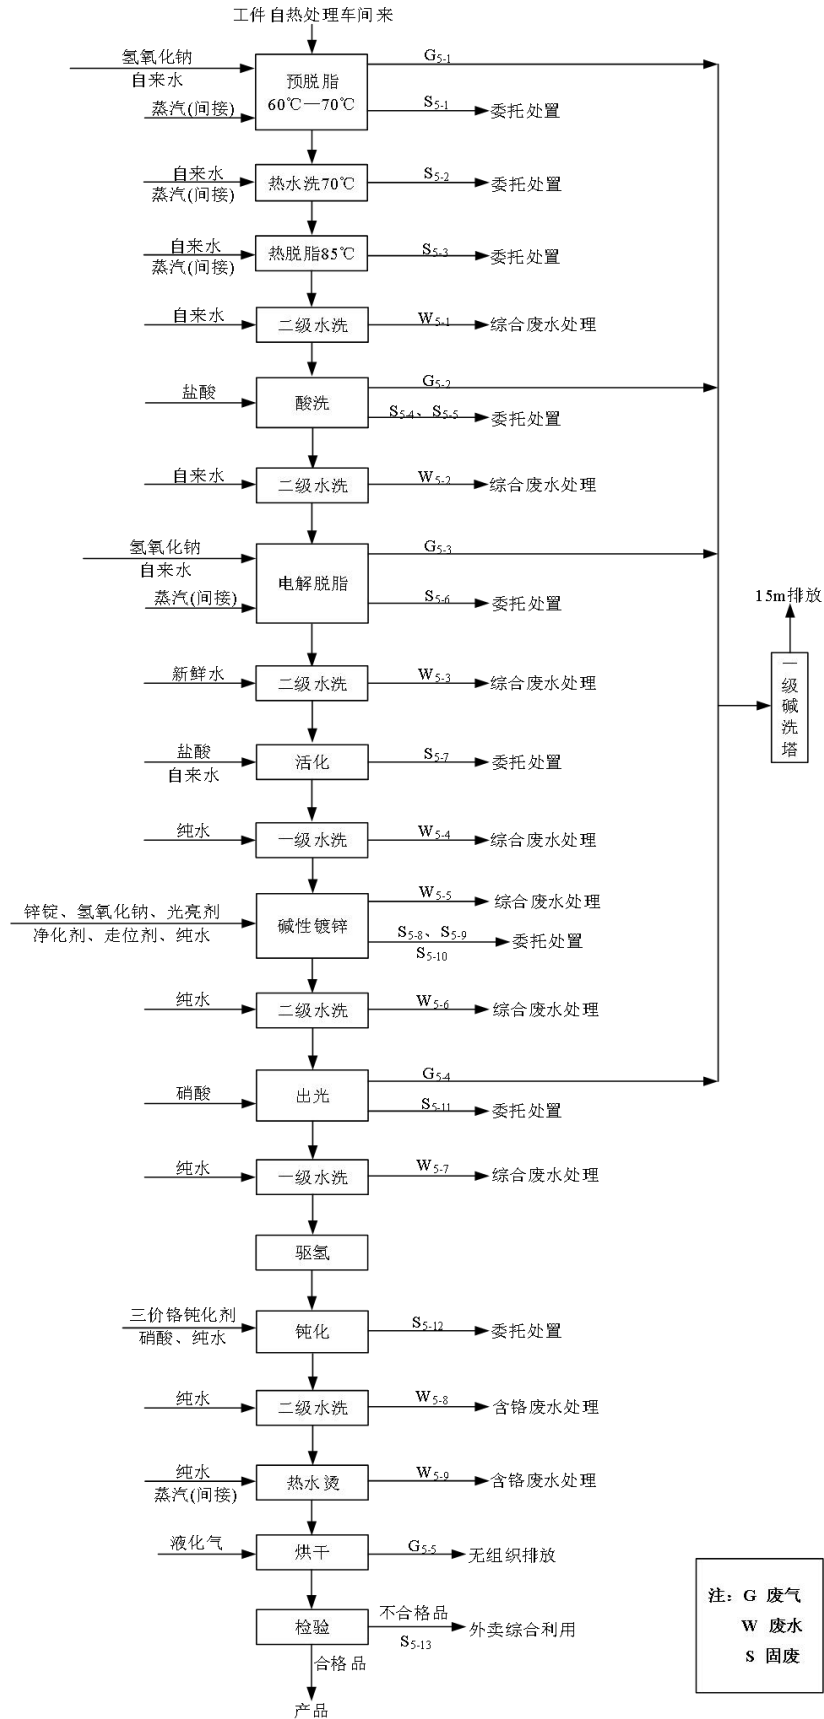 工件自热处理车间来
氢氧化钠
自来水
蒸汽(间接)
预脱脂
60℃—70℃
G5-1
S5-1
委托处置
自来水
蒸汽(间接)
热水洗70℃
S5-2
委托处置
自来水
蒸汽(间接)
热脱脂85℃
S5-3
委托处置
自来水
二级水洗
W5-1
综合废水处理
盐酸
酸洗
G5-2
S5-4、S5-5
委托处置
自来水
二级水洗
W5-2
综合废水处理
氢氧化钠
自来水
蒸汽(间接)
电解脱脂
G5-3
S5-6
委托处置
15m排放
一级碱洗塔
新鲜水
二级水洗
W5-3
综合废水处理
盐酸
自来水
活化
S5-7
委托处置
纯水
一级水洗
W5-4
综合废水处理
锌锭、氢氧化钠、光亮剂
净化剂、走位剂、纯水
碱性镀锌
W5-5
综合废水处理
S5-8、S5-9
S5-10
委托处置
纯水
二级水洗
W5-6
综合废水处理
硝酸
出光
G5-4
S5-11
委托处置
纯水
一级水洗
W5-7
综合废水处理
驱氢
三价铬钝化剂
硝酸、纯水
钝化
S5-12
委托处置
纯水
二级水洗
W5-8
含铬废水处理
纯水
蒸汽(间接)
热水烫
W5-9
含铬废水处理
液化气
烘干
G5-5
无组织排放
检验
不合格品
S5-13
外卖综合利用
合格品
产品
注：G 废气
W 废水
S 固废